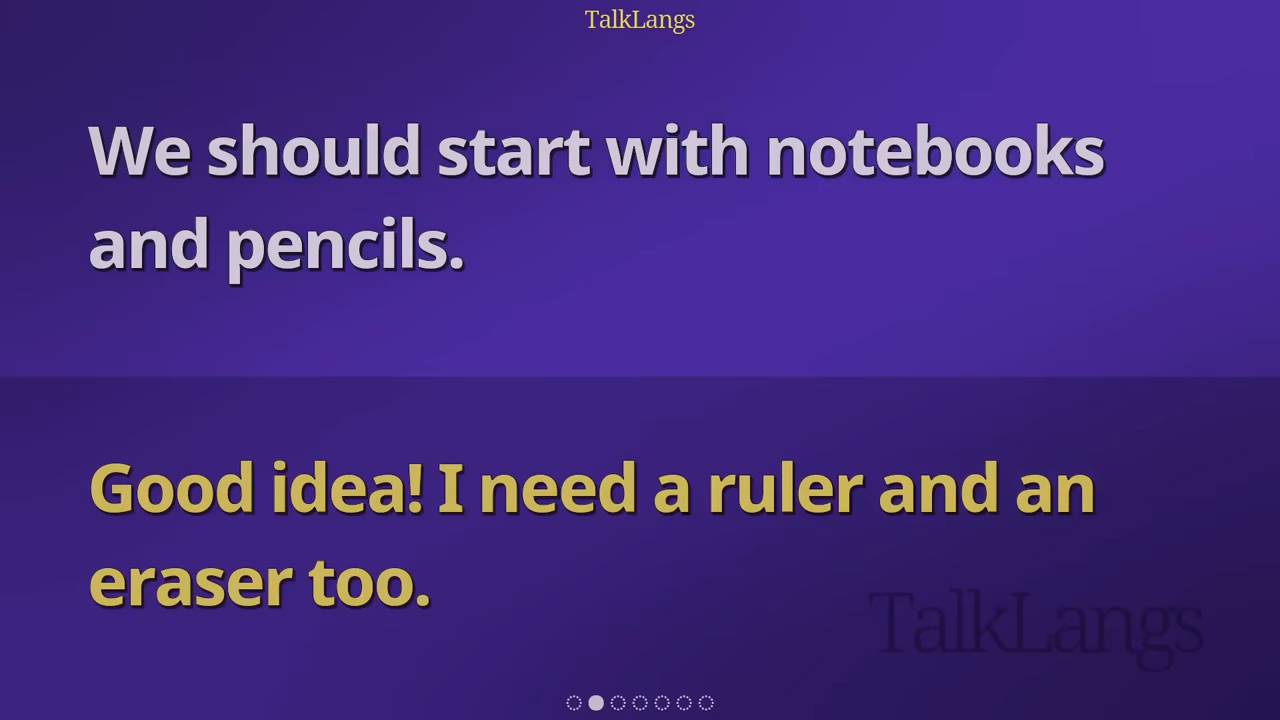 TalkLangs
We should start with notebooks
and pencils.
Good idea! I need a ruler and an
eraser too.
TalkLangs